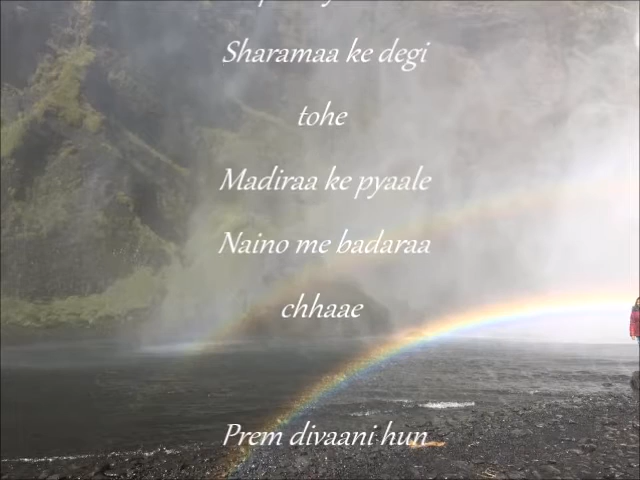 Sharamaa ke degi
tohe
Madiraa ke pyaale
Naino me badaraa
chhaae
Prem divaani hun